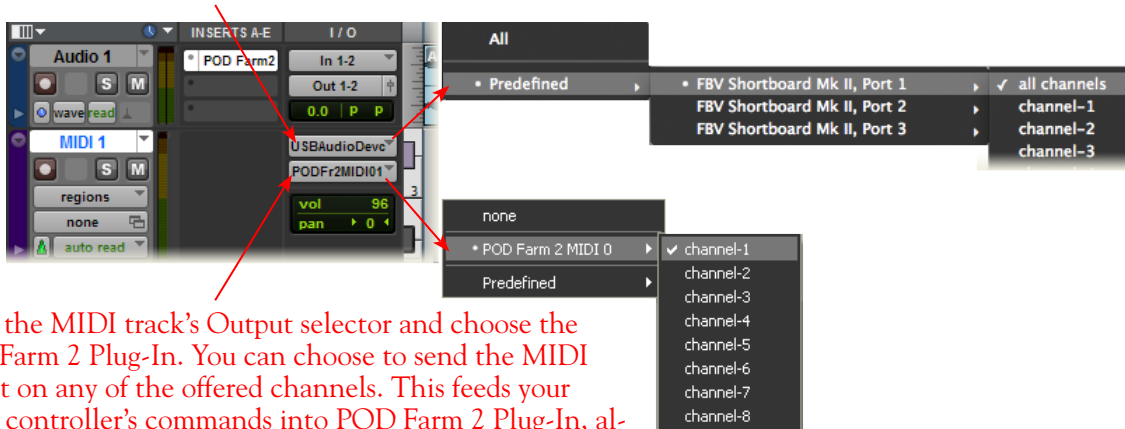 INSERTS A-E
I / O
Audio 1
POD Farm2
In 1-2
S M
Out 1-2
wave read
0.0 P P
MIDI 1
USBAudioDevc
S M
PODFr2MIDI01
regions
vol 96
none
pan 0
auto read
3
All
Predefined
FBV Shortboard Mk II, Port 1
FBV Shortboard Mk II, Port 2
FBV Shortboard Mk II, Port 3
all channels
channel-1
channel-2
channel-3
none
POD Farm 2 MIDI 0
Predefined
channel-1
channel-2
channel-3
channel-4
channel-5
channel-6
channel-7
channel-8
the MIDI track's Output selector and choose the
Farm 2 Plug-In. You can choose to send the MIDI
t on any of the offered channels. This feeds your
controller's commands into POD Farm 2 Plug-In, al-